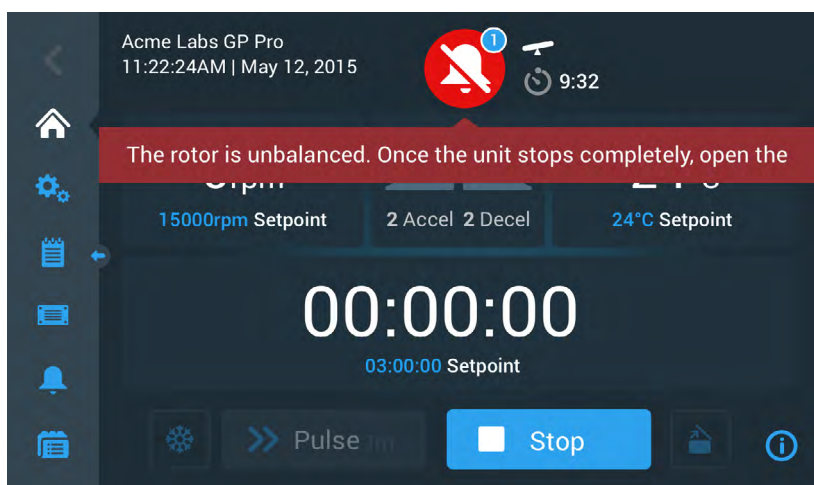 Acme Labs GP Pro
11:22:24AM | May 12, 2015
1
9:32
The rotor is unbalanced. Once the unit stops completely, open the
15000rpm Setpoint
2 Accel 2 Decel
24°C Setpoint
00:00:00
03:00:00 Setpoint
Pulse
Stop